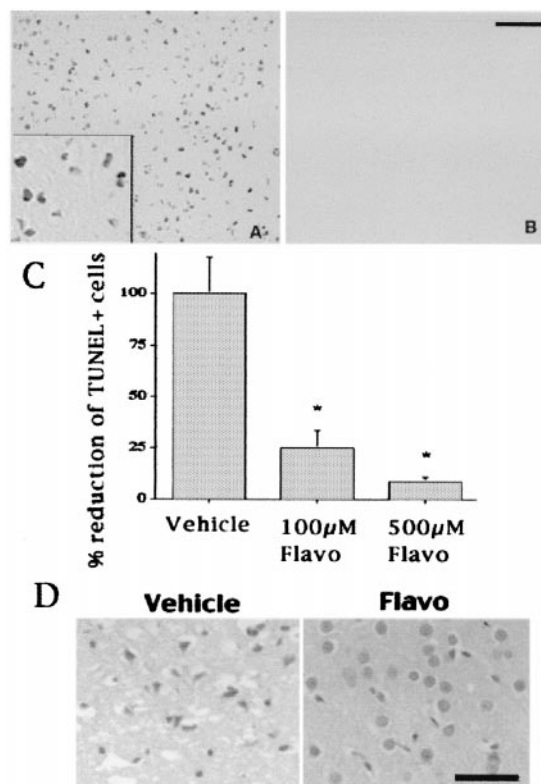 A
B
C
% reduction of TUNEL+ cells
100
75
50
25
0
*
*
Vehicle
100µM
Flavo
500µM
Flavo
D
Vehicle
Flavo